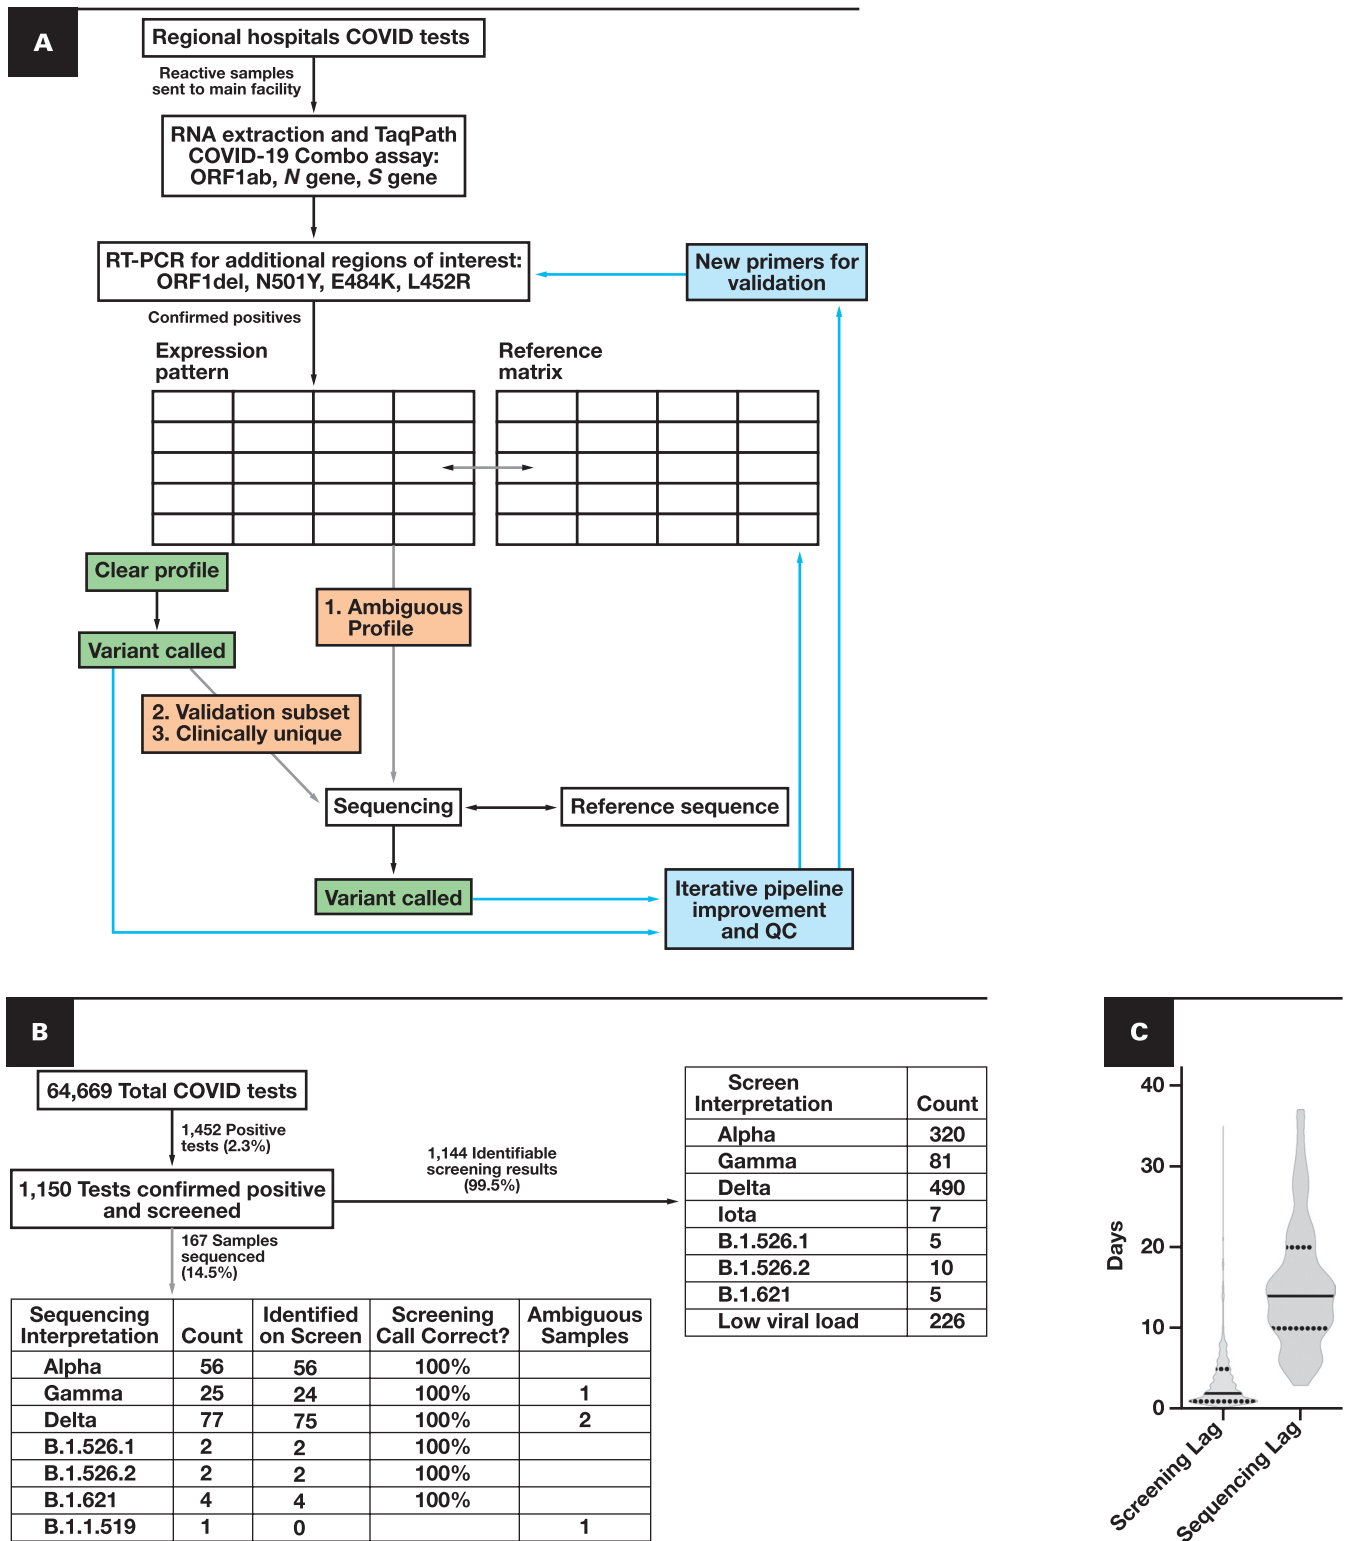 A
Regional hospitals COVID tests
Reactive samples
sent to main facility
RNA extraction and TaqPath
COVID-19 Combo assay:
ORF1ab, N gene, S gene
RT-PCR for additional regions of interest:
ORF1del, N501Y, E484K, L452R
New primers for
validation
Confirmed positives
Expression
pattern
Reference
matrix
Clear profile
1. Ambiguous
Profile
Variant called
2. Validation subset
3. Clinically unique
Sequencing
Reference sequence
Variant called
Iterative pipeline
improvement
and QC
B
64,669 Total COVID tests
1,452 Positive
tests (2.3%)
1,150 Tests confirmed positive
and screened
1,144 Identifiable
screening results
(99.5%)
167 Samples
sequenced
(14.5%)
Screen
Interpretation Count
Alpha 320
Gamma 81
Delta 490
Iota 7
B.1.526.1 5
B.1.526.2 10
B.1.621 5
Low viral load 226
Sequencing Identified Screening Ambiguous
Interpretation Count on Screen Call Correct? Samples
Alpha 56 56 100%
Gamma 25 24 100% 1
Delta 77 75 100% 2
B.1.526.1 2 2 100%
B.1.526.2 2 2 100%
B.1.621 4 4 100%
B.1.1.519 1 0 1
C
Days
40
30
20
10
0
Screening Lag
Sequencing Lag